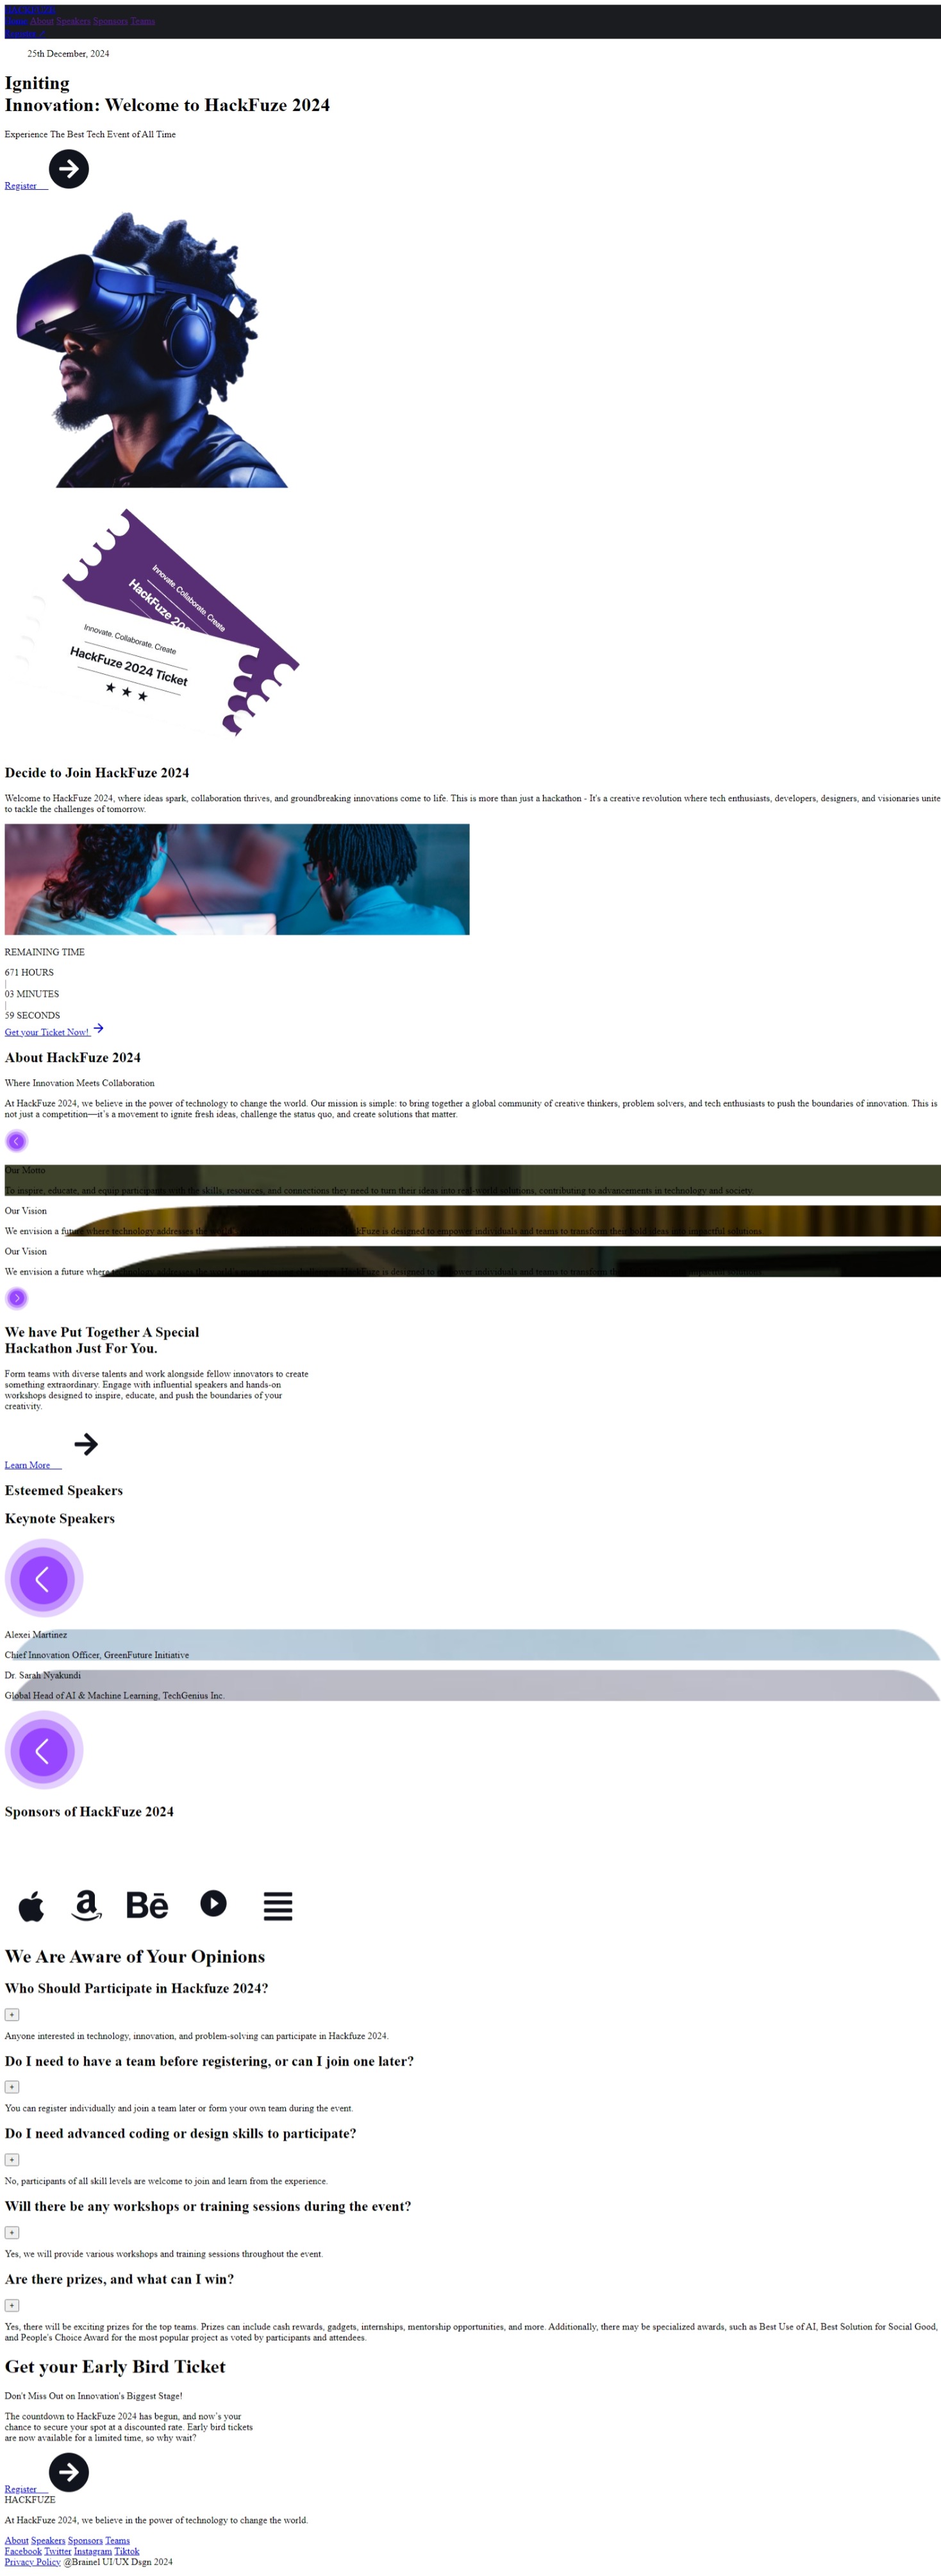 HACKFUZE
Home About Speakers Sponsors Teams
Register
25th December, 2024
Igniting
Innovation: Welcome to HackFuze 2024
Experience The Best Tech Event of All Time
Register
Innovate. Collaborate. Create
HackFuze 20
Innovate. Collaborate. Create
HackFuze 2024 Ticket
Decide to Join HackFuze 2024
Welcome to HackFuze 2024, where ideas spark, collaboration thrives, and groundbreaking innovations come to life. This is more than just a hackathon - It's a creative revolution where tech enthusiasts, developers, designers, and visionaries unite
to tackle the challenges of tomorrow.
REMAINING TIME
671 HOURS
|
03 MINUTES
|
59 SECONDS
Get your Ticket Now!
About HackFuze 2024
Where Innovation Meets Collaboration
At HackFuze 2024, we believe in the power of technology to change the world. Our mission is simple: to bring together a global community of creative thinkers, problem solvers, and tech enthusiasts to push the boundaries of innovation. This is
not just a competition—it's a movement to ignite fresh ideas, challenge the status quo, and create solutions that matter.
Our Motto
To inspire, educate, and equip participants with the skills, resources, and connections they need to turn their ideas into real-world solutions, contributing to advancements in technology and society.
Our Vision
We envision a future where technology addresses the kFuze is designed to empower individuals and teams to transform their bold ideas into impactful solutions.
Our Vision
We envision a future where technology addresses the is designed to empower individuals and teams to transform
We have Put Together A Special
Hackathon Just For You.
Form teams with diverse talents and work alongside fellow innovators to create
something extraordinary. Engage with influential speakers and hands-on
workshops designed to inspire, educate, and push the boundaries of your
creativity.
Learn More
Esteemed Speakers
Keynote Speakers
Alexei Martinez
Chief Innovation Officer, GreenFuture Initiative
Dr. Sarah Nyakundi
Global Head of AI & Machine Learning, TechGenius Inc.
Sponsors of HackFuze 2024
a Bē
We Are Aware of Your Opinions
Who Should Participate in Hackfuze 2024?
+
Anyone interested in technology, innovation, and problem-solving can participate in Hackfuze 2024.
Do I need to have a team before registering, or can I join one later?
+
You can register individually and join a team later or form your own team during the event.
Do I need advanced coding or design skills to participate?
+
No, participants of all skill levels are welcome to join and learn from the experience.
Will there be any workshops or training sessions during the event?
+
Yes, we will provide various workshops and training sessions throughout the event.
Are there prizes, and what can I win?
+
Yes, there will be exciting prizes for the top teams. Prizes can include cash rewards, gadgets, internships, mentorship opportunities, and more. Additionally, there may be specialized awards, such as Best Use of AI, Best Solution for Social Good,
and People's Choice Award for the most popular project as voted by participants and attendees.
Get your Early Bird Ticket
Don't Miss Out on Innovation's Biggest Stage!
The countdown to HackFuze 2024 has begun, and now's your
chance to secure your spot at a discounted rate. Early bird tickets
are now available for a limited time, so why wait?
Register
HACKFUZE
At HackFuze 2024, we believe in the power of technology to change the world.
About Speakers Sponsors Teams
Facebook Twitter Instagram Tiktok
Privacy Policy @Brainel UI/UX Dsgn 2024